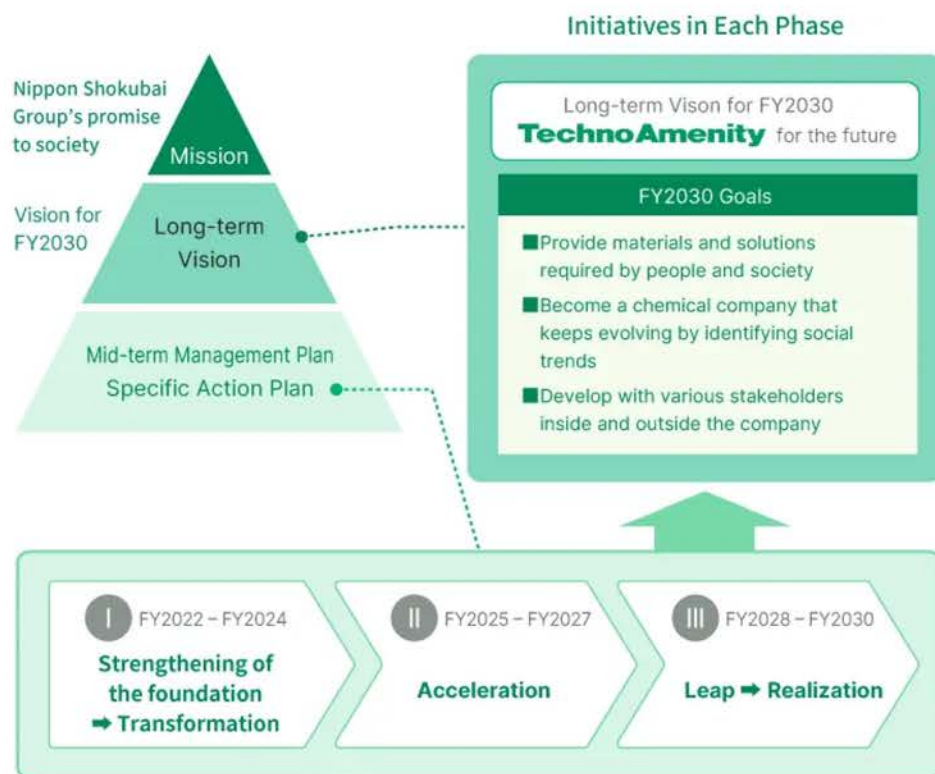 Initiatives in Each Phase
Nippon Shokubai
Group's promise
to society
Mission
Vision for
FY2030
Long-term
Vision
Mid-term Management Plan
Specific Action Plan
Long-term Vison for FY2030
TechnoAmenity for the future
FY2030 Goals
■Provide materials and solutions
required by people and society
■Become a chemical company that
keeps evolving by identifying social
trends
■Develop with various stakeholders
inside and outside the company
I FY2022 – FY2024
Strengthening of
the foundation
➡ Transformation
II FY2025 – FY2027
Acceleration
III FY2028 – FY2030
Leap ➡ Realization